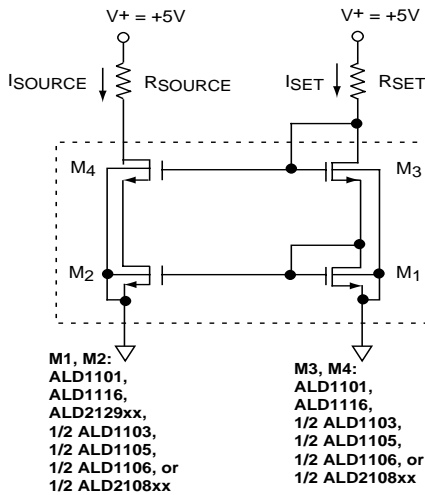 V+ = +5V
V+ = +5V
ISOURCE
RSOURCE
ISET
RSET
M4
M3
M2
M1
M1, M2:
ALD1101,
ALD1116,
ALD2129xx,
1/2 ALD1103,
1/2 ALD1105,
1/2 ALD1106, or
1/2 ALD2108xx
M3, M4:
ALD1101,
ALD1116,
1/2 ALD1103,
1/2 ALD1105,
1/2 ALD1106, or
1/2 ALD2108xx